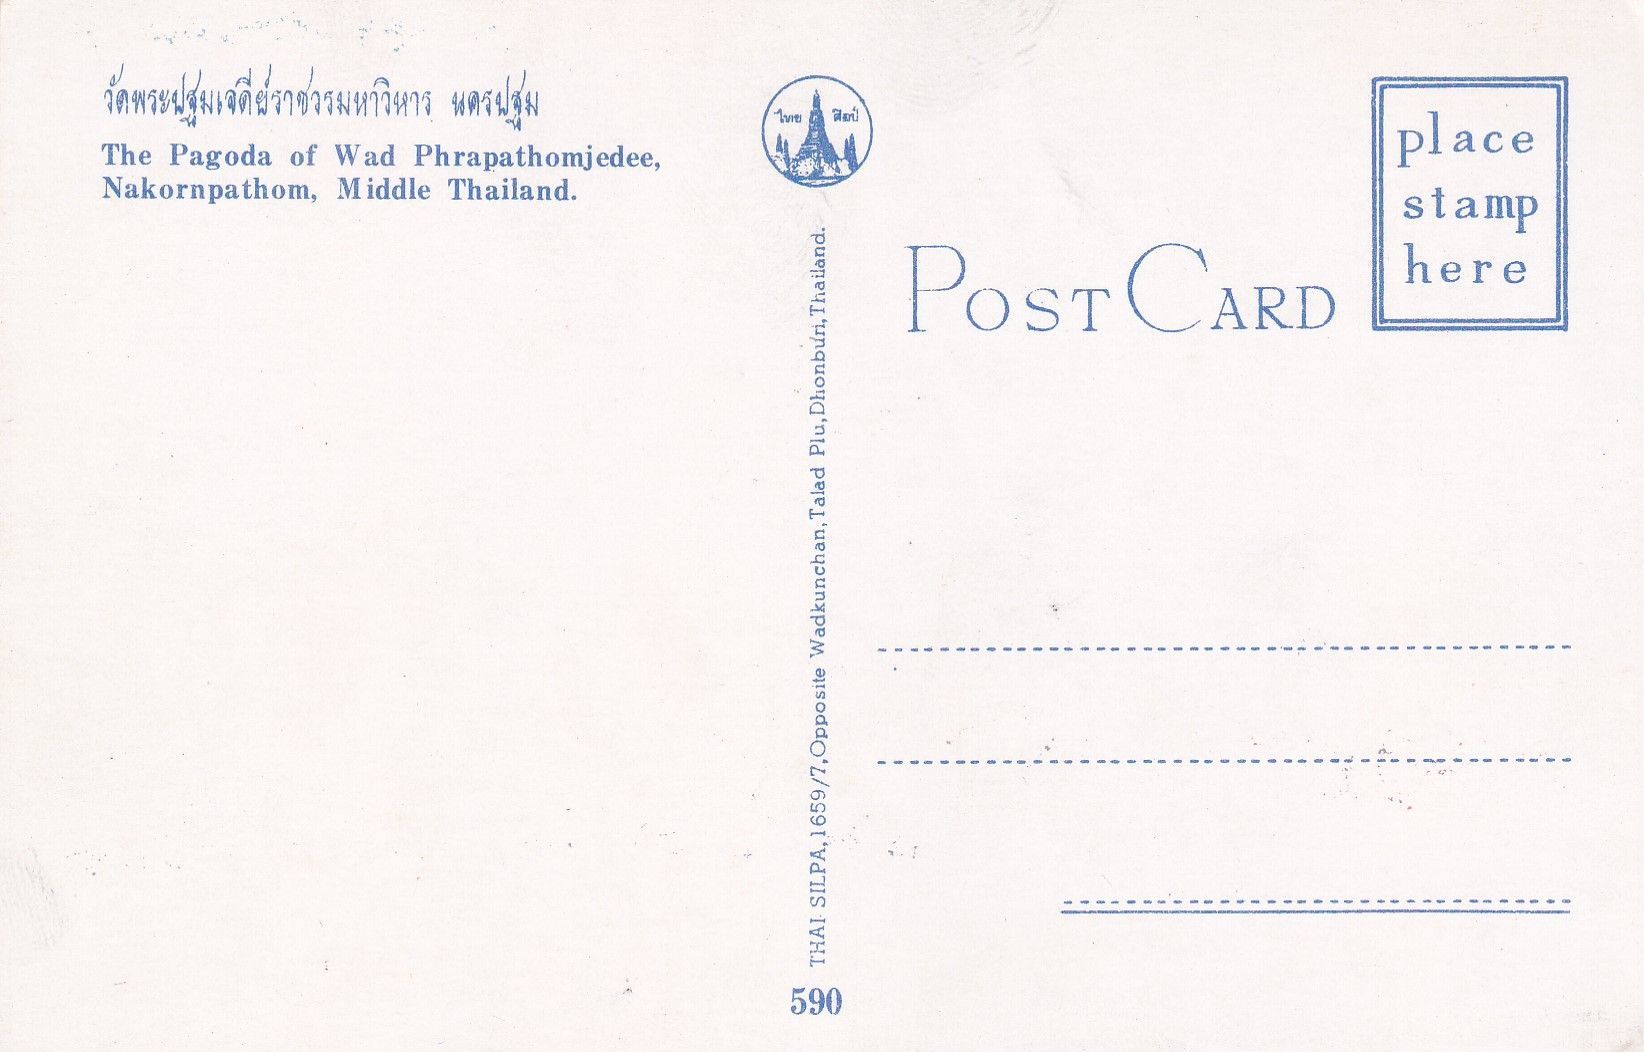 วัดพระปฐมเจดีย์ราชวรมหาวิหาร นครปฐม
The Pagoda of Wad Phrapathomjedee,
Nakornpathom, Middle Thailand.
ไทย ศิลป์
THAI SILPA, 1659/7, Opposite Wadkunchan, Talad Plu, Dhonburi, Thailand.
590
POST CARD
place
stamp
here